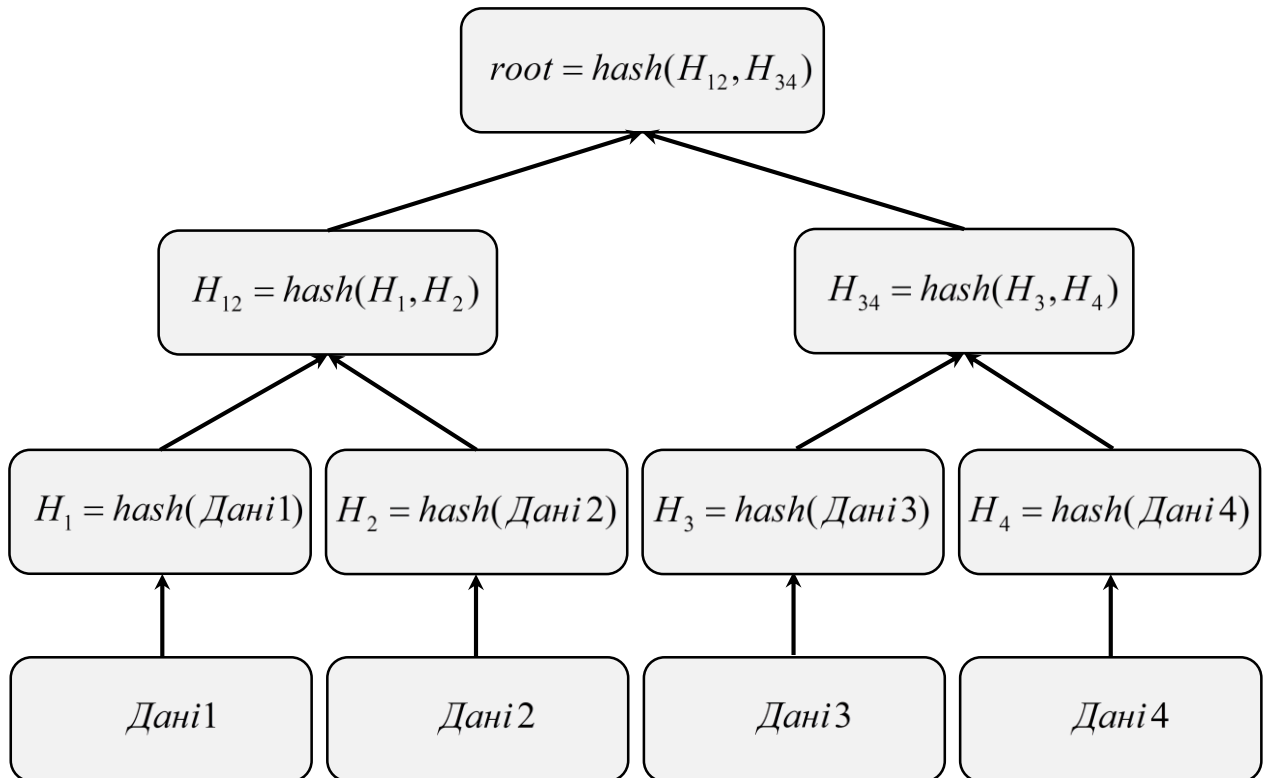 root = hash(H₁₂, H₃₄)
H₁₂ = hash(H₁, H₂)
H₃₄ = hash(H₃, H₄)
H₁ = hash(Дані1)
H₂ = hash(Дані2)
H₃ = hash(Дані3)
H₄ = hash(Дані4)
Дані1
Дані2
Дані3
Дані4